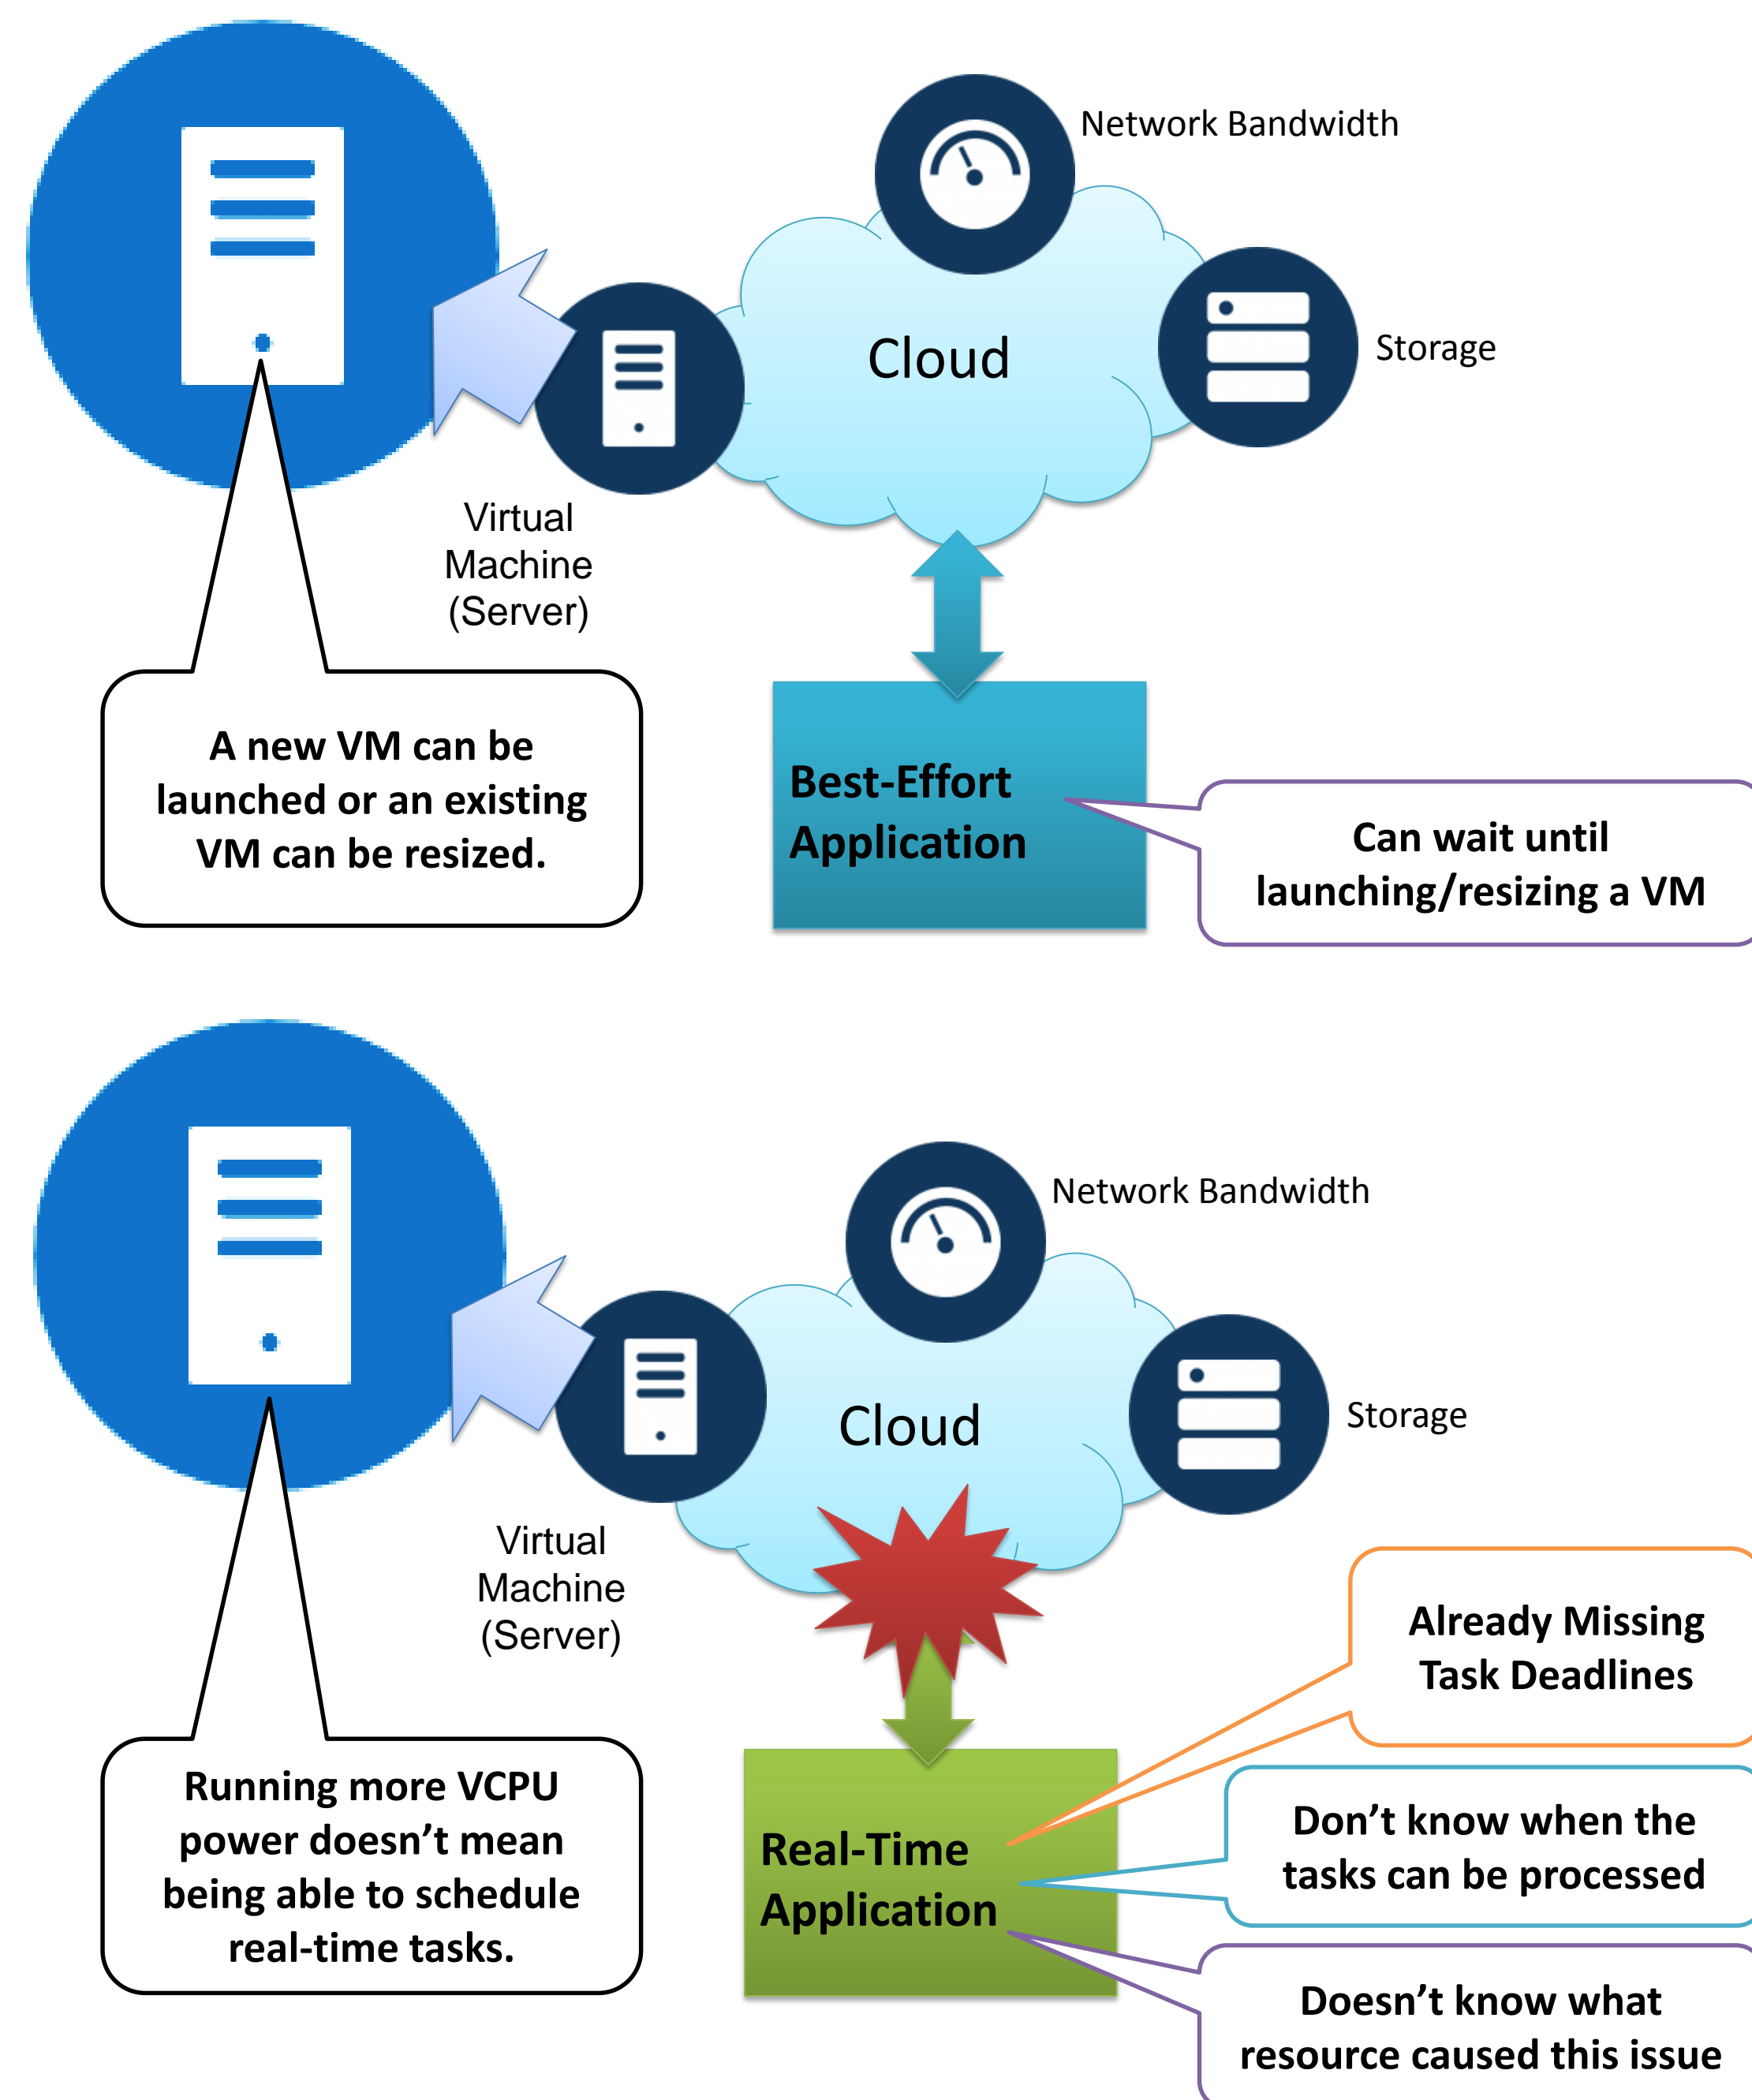 Network Bandwidth
Cloud
Storage
Virtual
Machine
(Server)
A new VM can be
launched or an existing
VM can be resized.
Best-Effort
Application
Can wait until
launching/resizing a VM
Network Bandwidth
Cloud
Storage
Virtual
Machine
(Server)
Running more VCPU
power doesn’t mean
being able to schedule
real-time tasks.
Real-Time
Application
Already Missing
Task Deadlines
Don’t know when the
tasks can be processed
Doesn’t know what
resource caused this issue